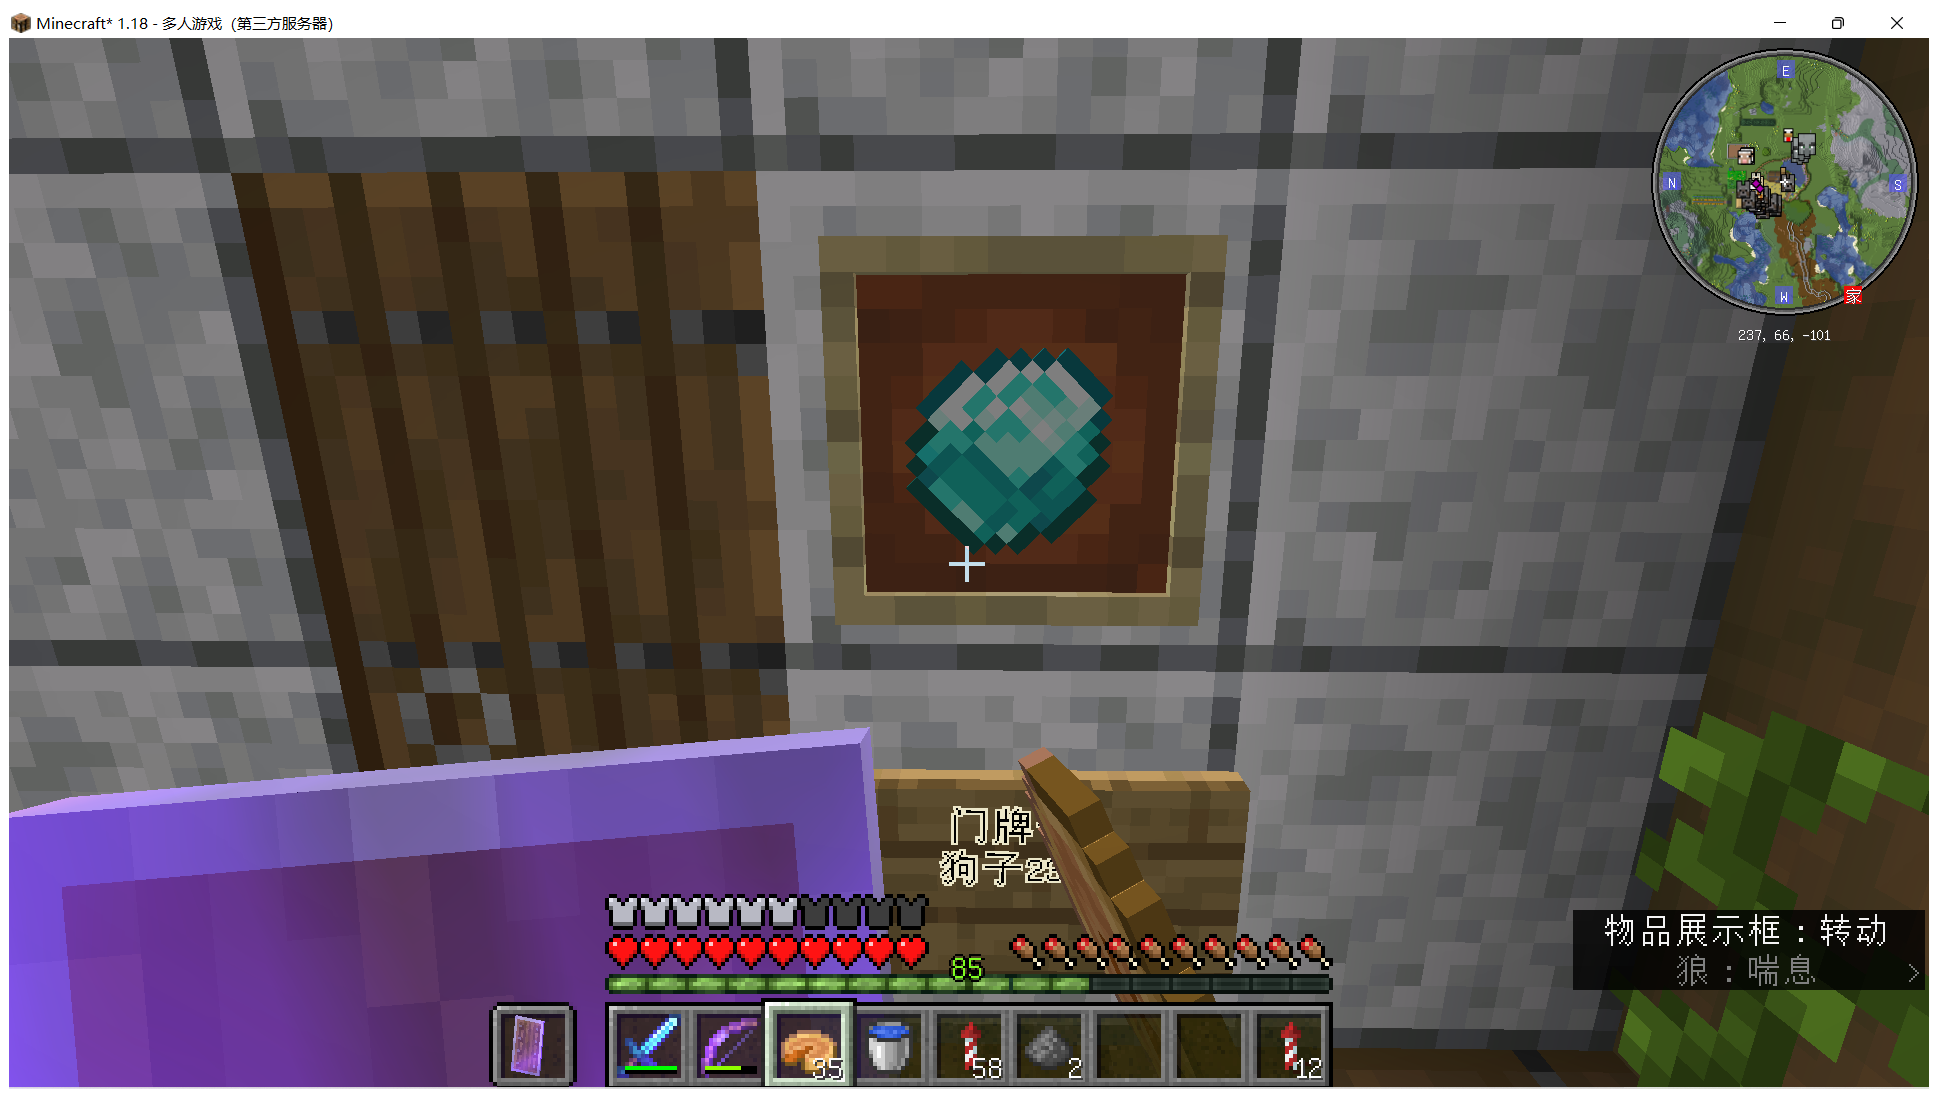 Minecraft* 1.18 - 多人游戏（第三方服务器）
E
N
S
W
家
237, 66, -101
门牌
狗子
物品展示框：转动
狼：喘息
85
35
58
2
12